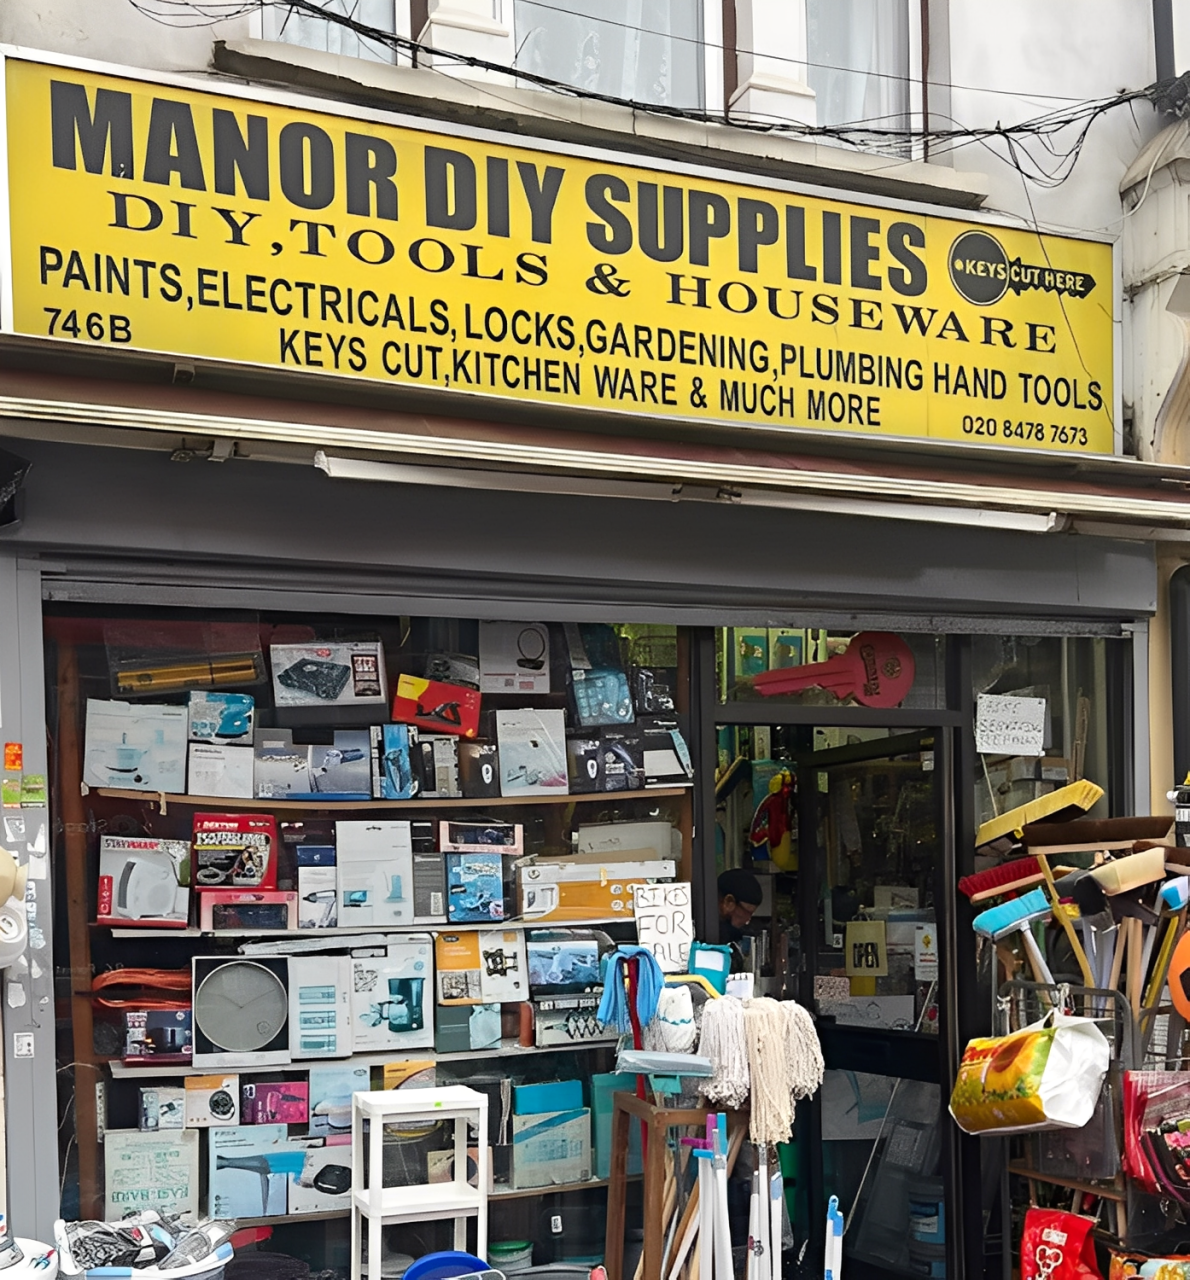 MANOR DIY SUPPLIES
KEYS CUT HERE
DIY,TOOLS & HOUSEWARE
PAINTS,ELECTRICALS,LOCKS,GARDENING,PLUMBING HAND TOOLS
746B
KEYS CUT,KITCHEN WARE & MUCH MORE
020 8478 7673
BIKES
FOR
SALE
OPEN